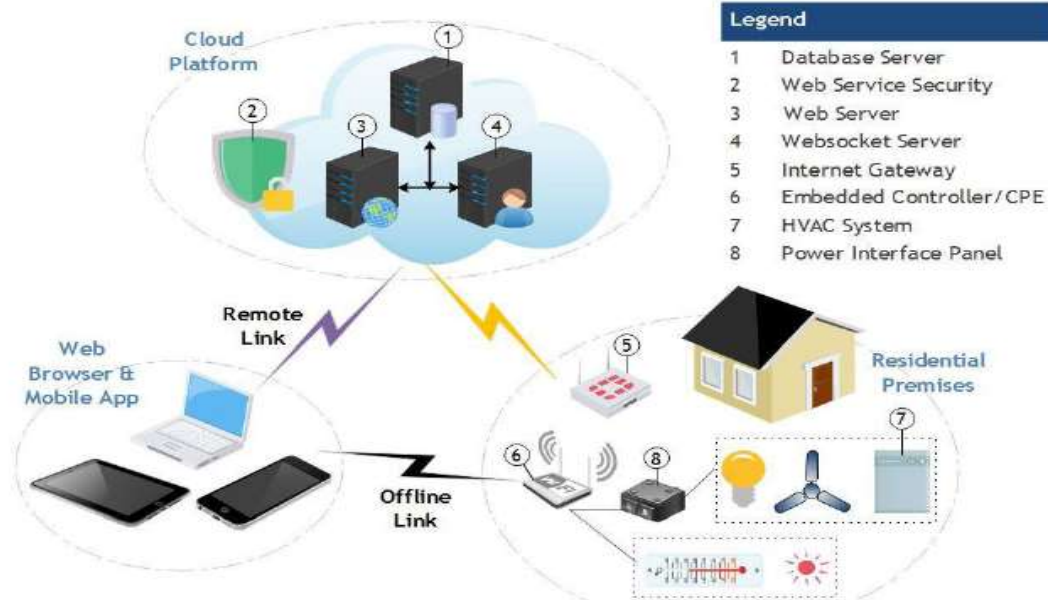 Legend
1 Database Server
2 Web Service Security
3 Web Server
4 Websocket Server
5 Internet Gateway
6 Embedded Controller/CPE
7 HVAC System
8 Power Interface Panel
Cloud
Platform
1
2
3
4
Remote
Link
Web
Browser &
Mobile App
Offline
Link
5
Residential
Premises
6
7
8